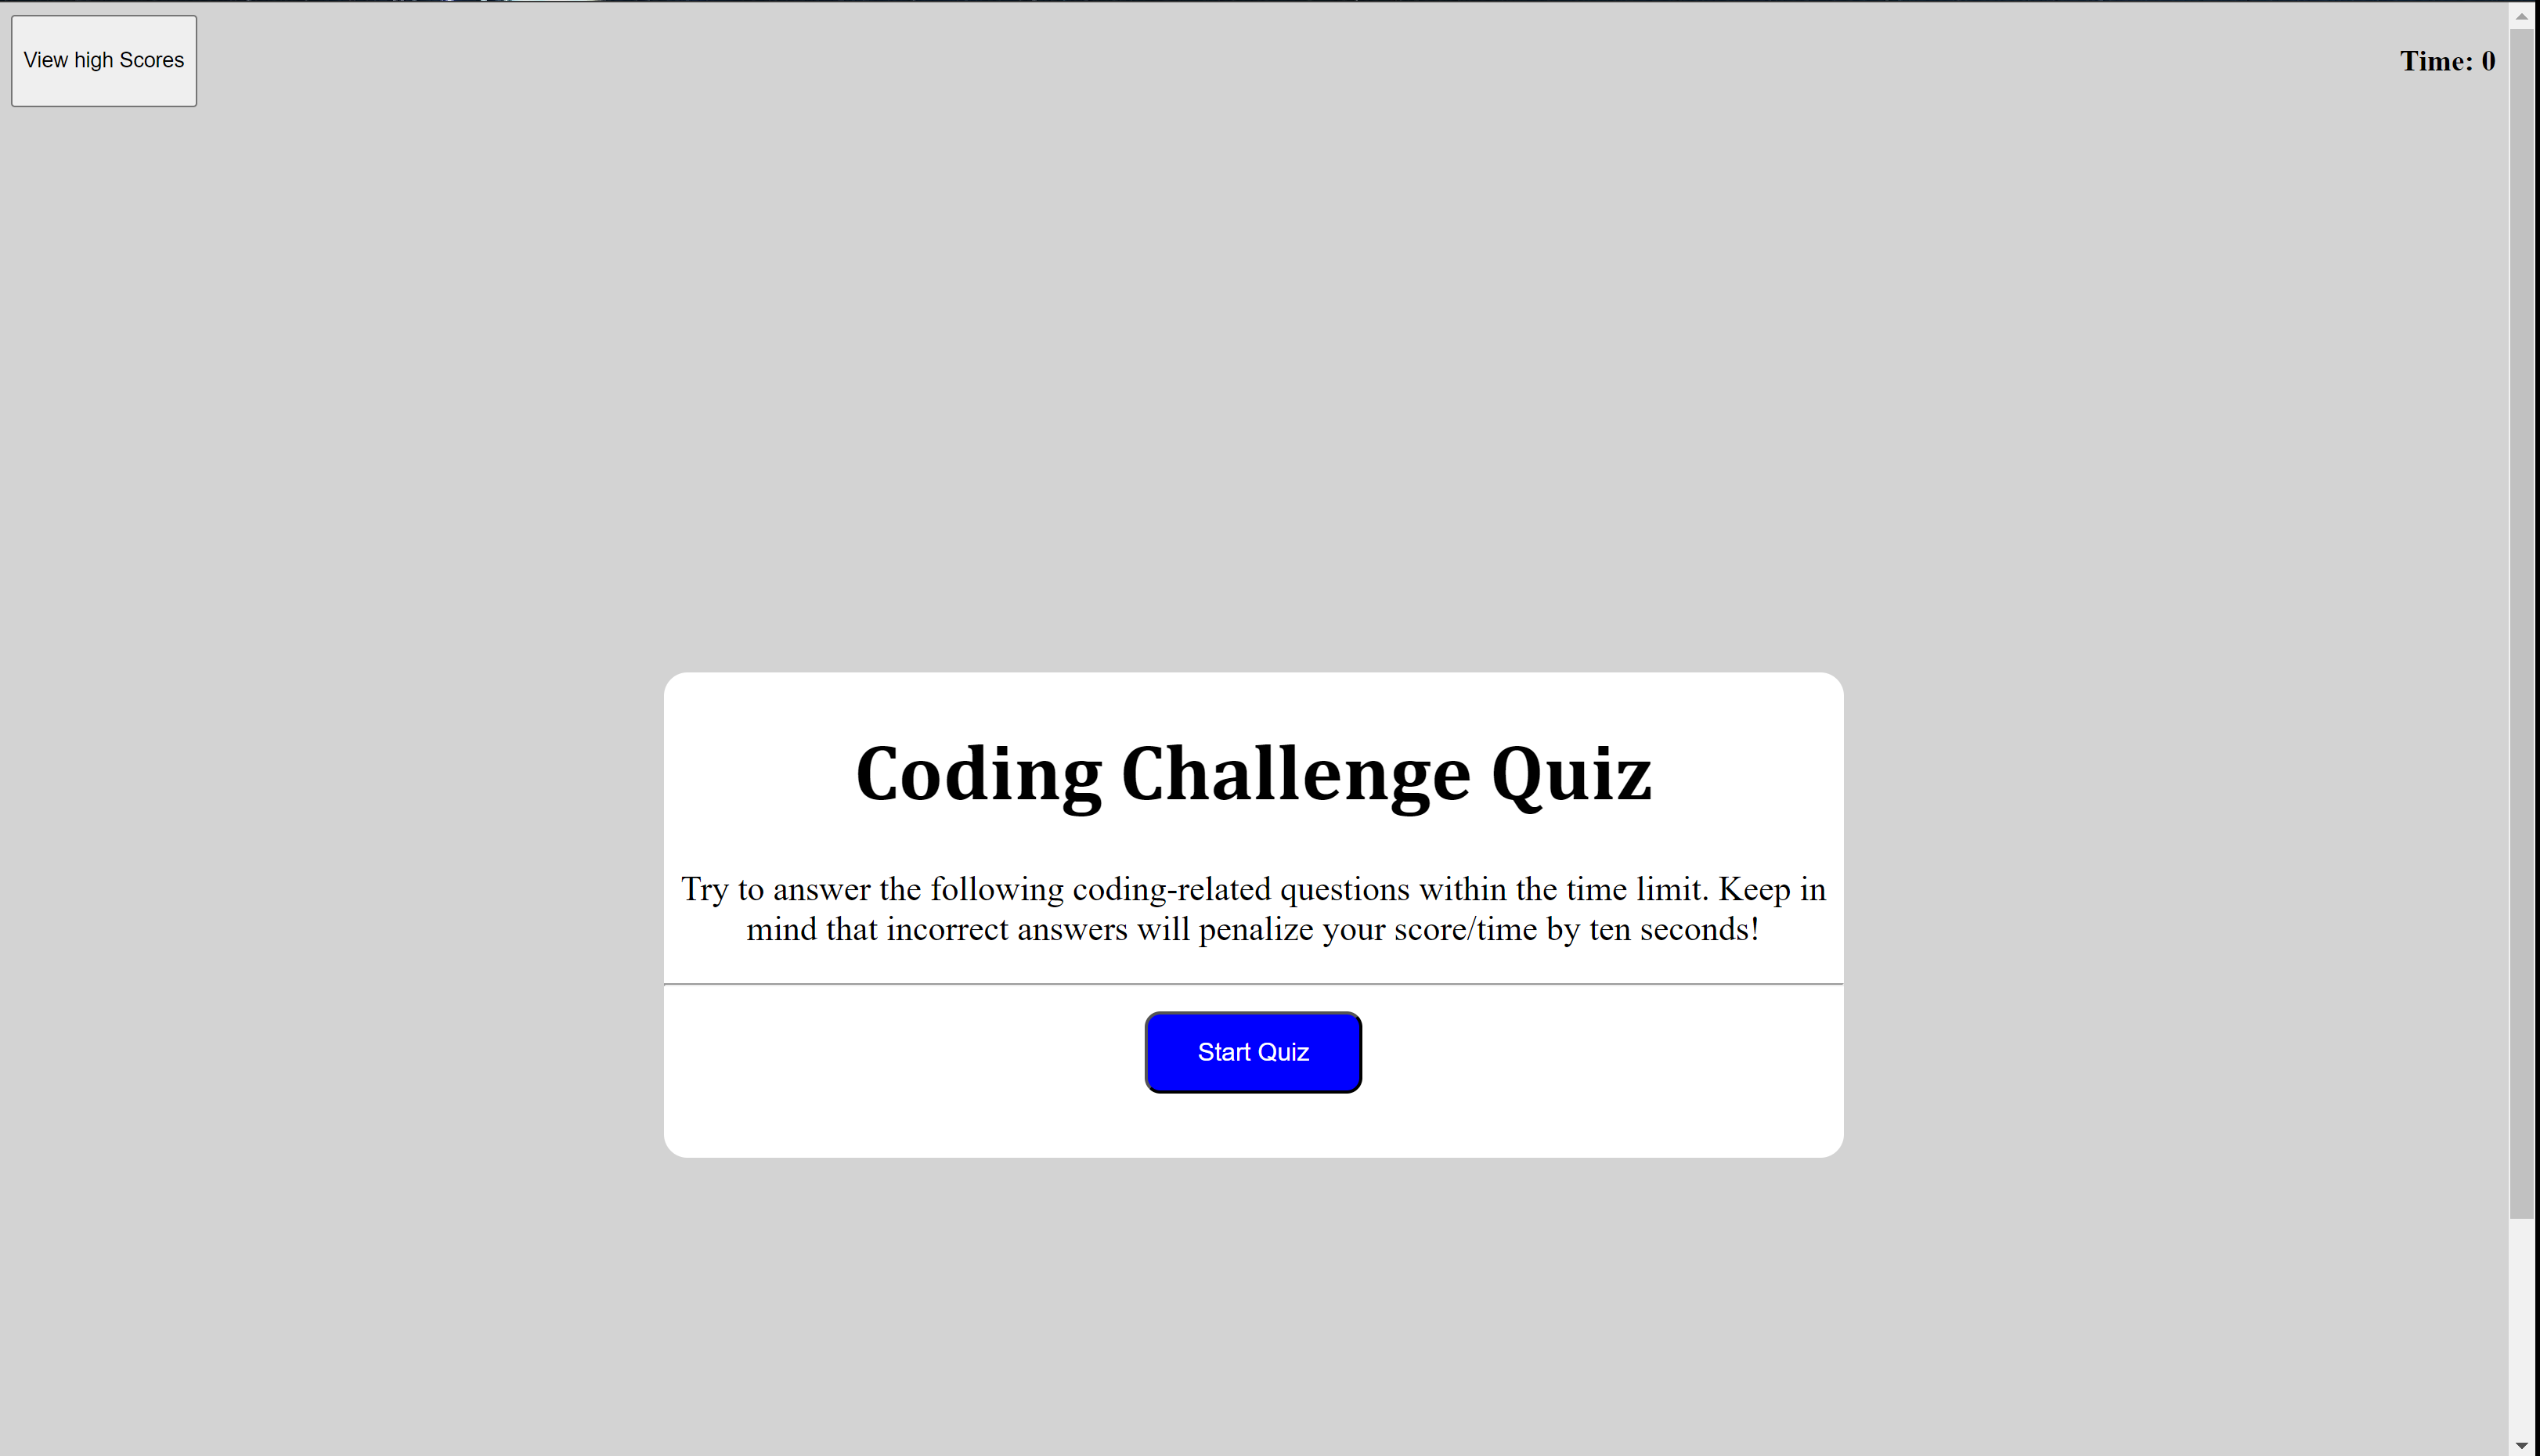 View high Scores
Time: 0
Coding Challenge Quiz
Try to answer the following coding-related questions within the time limit. Keep in
mind that incorrect answers will penalize your score/time by ten seconds!
Start Quiz